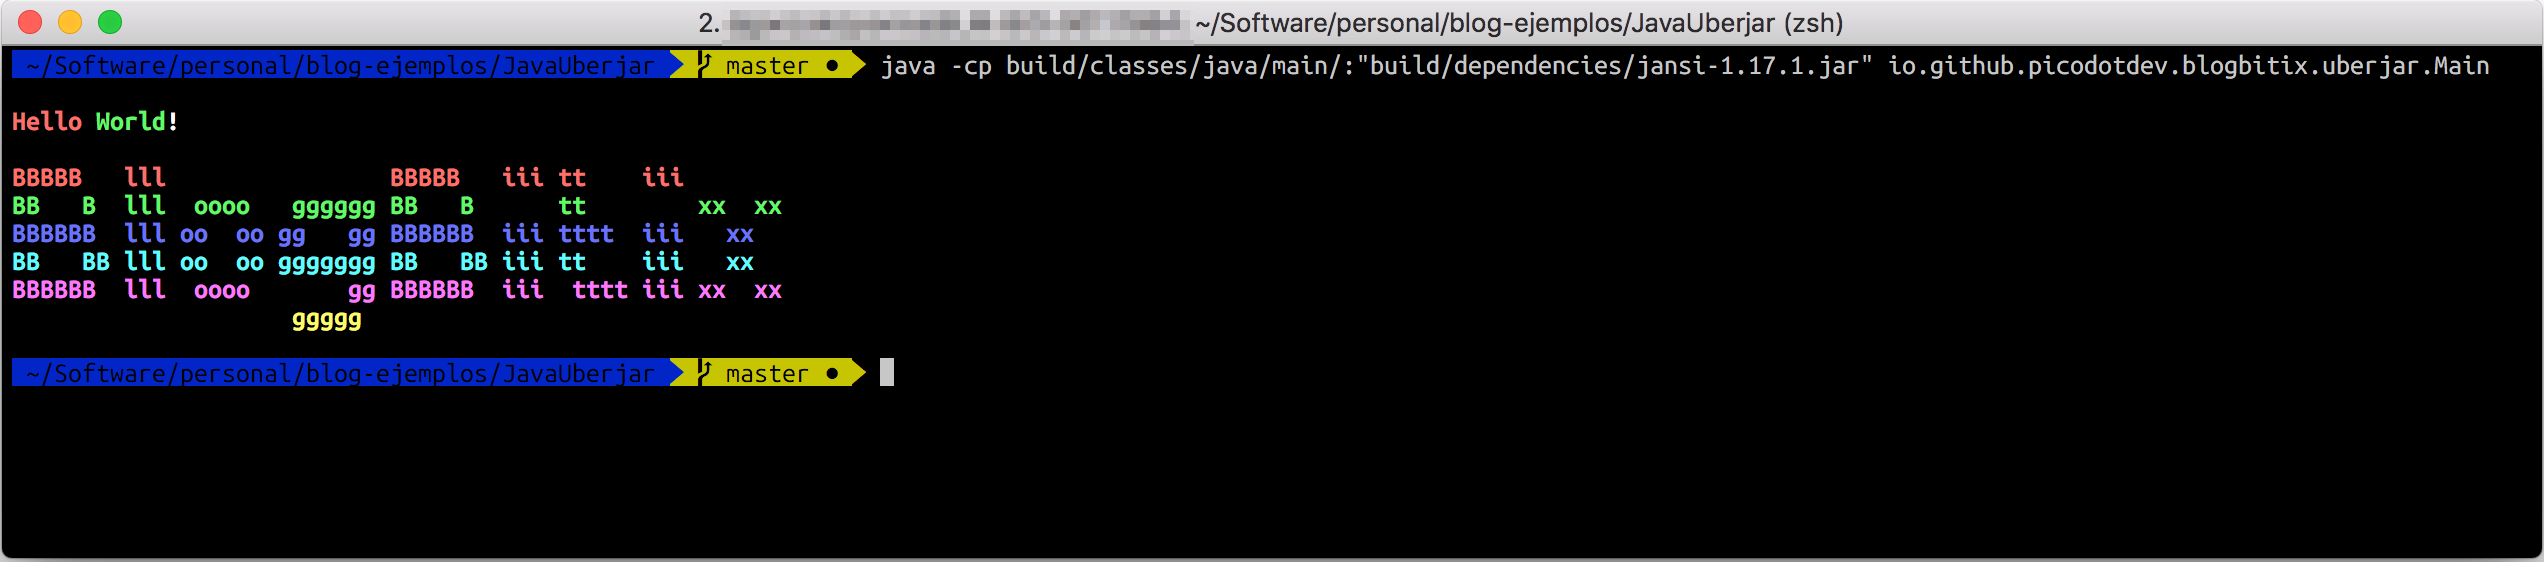 2. ~/Software/personal/blog-ejemplos/JavaUberjar (zsh)
~/Software/personal/blog-ejemplos/JavaUberjar master ● java -cp build/classes/java/main/:"build/dependencies/jansi-1.17.1.jar" io.github.picodotdev.blogbitix.uberjar.Main
Hello World!
BBBBB   lll                BBBBB   iii tt    iii
BB   B  lll  oooo   gggggg BB   B      tt        xx  xx
BBBBBB  lll oo  oo gg   gg BBBBBB  iii tttt  iii   xx
BB   BB lll oo  oo ggggggg BB   BB iii tt    iii   xx
BBBBBB  lll  oooo       gg BBBBBB  iii  tttt iii xx  xx
                    ggggg
~/Software/personal/blog-ejemplos/JavaUberjar master ●